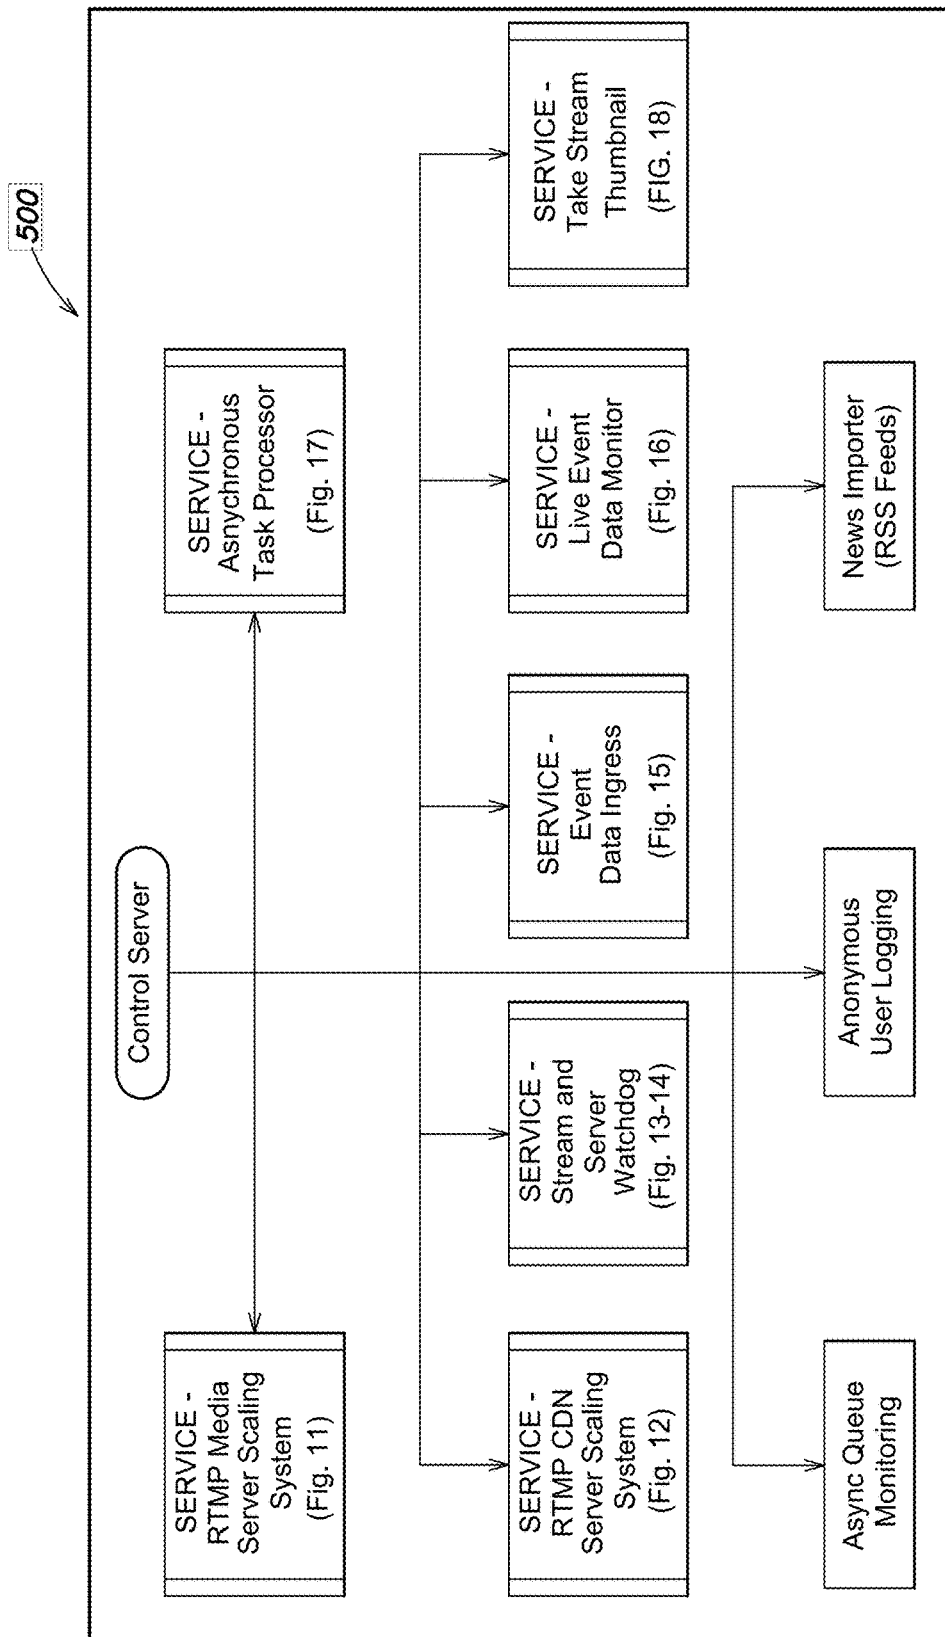 500
Control Server
SERVICE -
RTMP Media
Server Scaling
System
(Fig. 11)
SERVICE -
Asnychronous
Task Processor
(Fig. 17)
SERVICE -
RTMP CDN
Server Scaling
System
(Fig. 12)
SERVICE -
Stream and
Server
Watchdog
(Fig. 13-14)
SERVICE -
Event
Data Ingress
(Fig. 15)
SERVICE -
Live Event
Data Monitor
(Fig. 16)
SERVICE -
Take Stream
Thumbnail
(FIG. 18)
Async Queue
Monitoring
Anonymous
User Logging
News Importer
(RSS Feeds)